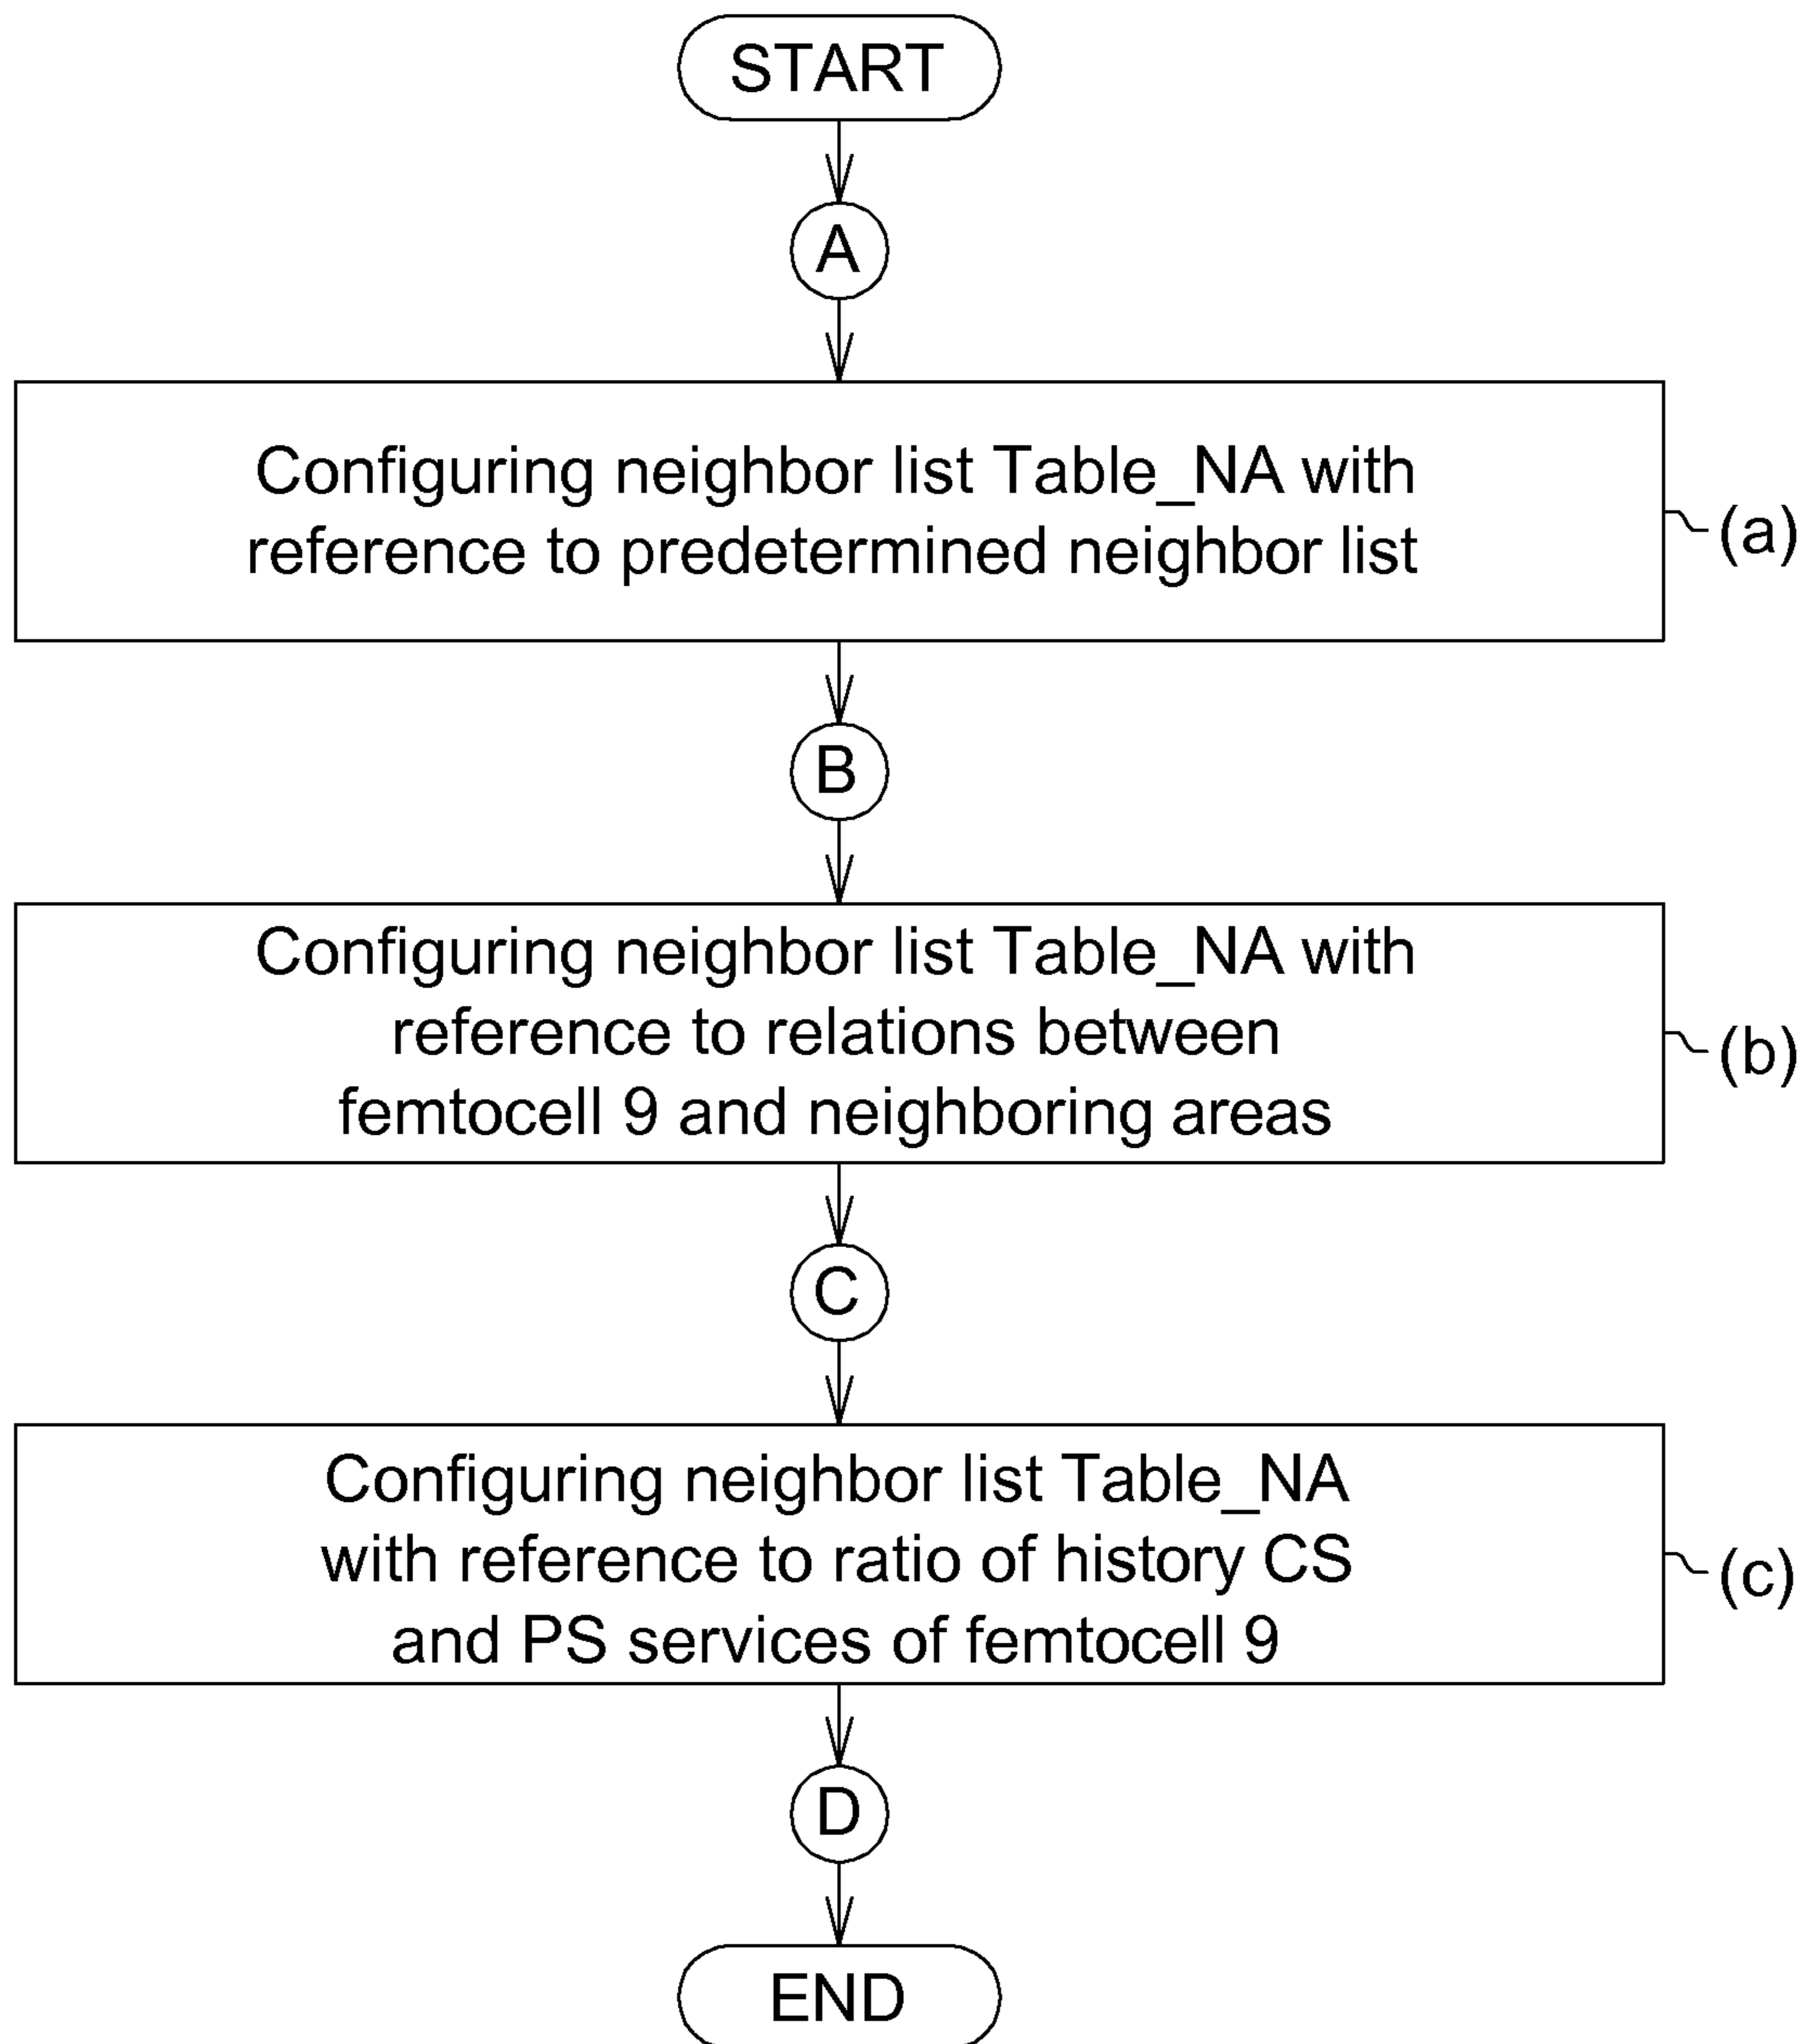 START
A
Configuring neighbor list Table_NA with
reference to predetermined neighbor list
(a)
B
Configuring neighbor list Table_NA with
reference to relations between
femtocell 9 and neighboring areas
(b)
C
Configuring neighbor list Table_NA
with reference to ratio of history CS
and PS services of femtocell 9
(c)
D
END